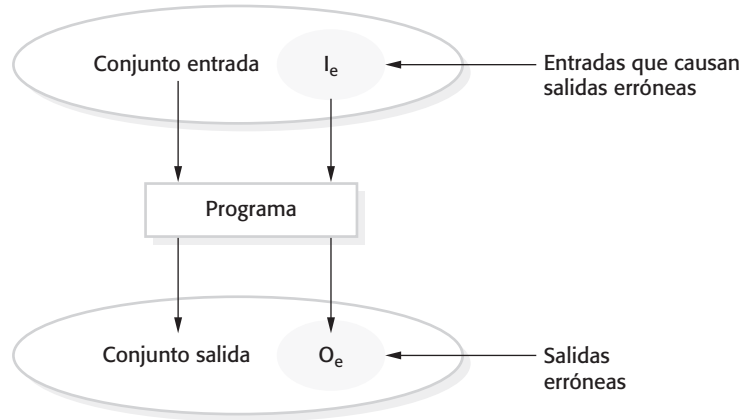 Conjunto entrada
Iₑ
Entradas que causan
salidas erróneas
Programa
Conjunto salida
Oₑ
Salidas
erróneas